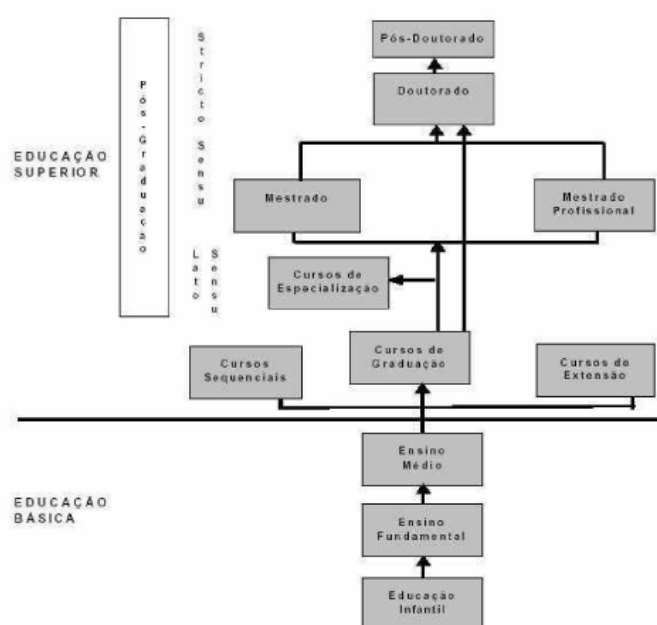 Pós-Doutorado
Doutorado
Stricto Sensu
Pós-Graduação
EDUCAÇÃO
SUPERIOR
Mestrado
Mestrado
Profissional
Lato Sensu
Cursos de
Especialização
Cursos
Sequenciais
Cursos de
Graduação
Cursos de
Extensão
Ensino
Médio
EDUCAÇÃO
BÁSICA
Ensino
Fundamental
Educação
Infantil